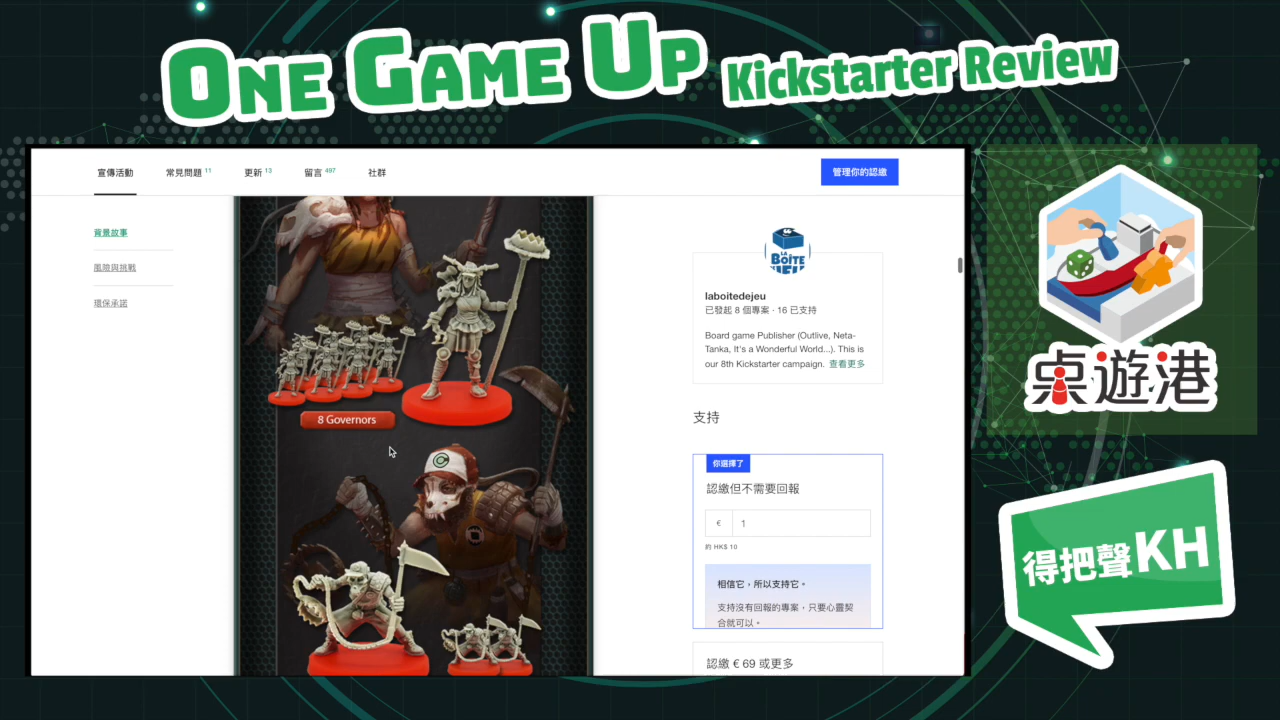 ONE GAME UP Kickstarter Review
宣傳活動 常見問題 11 更新 13 留言 497 社群 管理你的認繳
背景故事
風險與挑戰
環保承諾
8 Governors
LA BOITE DE JEU
laboitedejeu
已發起 8 個專案 · 16 已支持
Board game Publisher (Outlive, Neta-
Tanka, It's a Wonderful World...). This is
our 8th Kickstarter campaign. 查看更多
支持
你選擇了
認繳但不需要回報
€ 1
約 HK$ 10
相信它，所以支持它。
支持沒有回報的專案，只要心靈契
合就可以。
認繳 € 69 或更多
桌遊港
得把聲KH